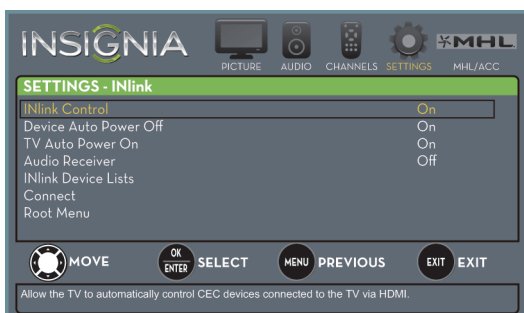 INSIGNIA
PICTURE AUDIO CHANNELS SETTINGS MHL/ACC
MHL
SETTINGS - INlink
INlink Control On
Device Auto Power Off On
TV Auto Power On On
Audio Receiver Off
INlink Device Lists
Connect
Root Menu
MOVE OK ENTER SELECT MENU PREVIOUS EXIT EXIT
Allow the TV to automatically control CEC devices connected to the TV via HDMI.